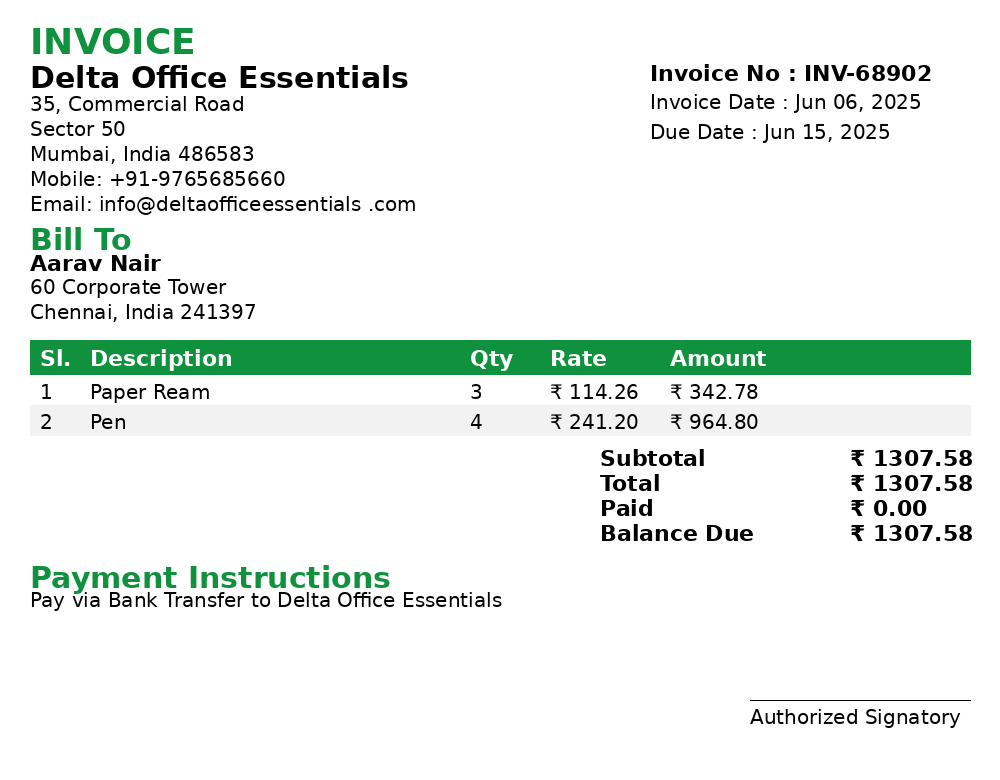 INVOICE
Delta Office Essentials
35, Commercial Road
Sector 50
Mumbai, India 486583
Mobile: +91-9765685660
Email: info@deltaofficeessentials .com
Invoice No : INV-68902
Invoice Date : Jun 06, 2025
Due Date : Jun 15, 2025
Bill To
Aarav Nair
60 Corporate Tower
Chennai, India 241397
Sl. Description Qty Rate Amount
1 Paper Ream 3 ₹ 114.26 ₹ 342.78
2 Pen 4 ₹ 241.20 ₹ 964.80
Subtotal ₹ 1307.58
Total ₹ 1307.58
Paid ₹ 0.00
Balance Due ₹ 1307.58
Payment Instructions
Pay via Bank Transfer to Delta Office Essentials
Authorized Signatory